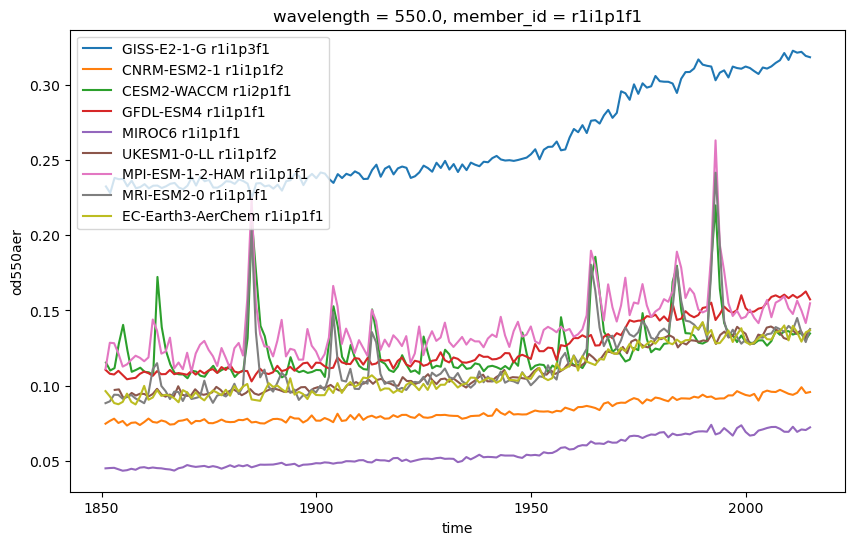 wavelength = 550.0, member_id = r1i1p1f1
GISS-E2-1-G r1i1p3f1
CNRM-ESM2-1 r1i1p1f2
CESM2-WACCM r1i2p1f1
GFDL-ESM4 r1i1p1f1
MIROC6 r1i1p1f1
UKESM1-0-LL r1i1p1f2
MPI-ESM-1-2-HAM r1i1p1f1
MRI-ESM2-0 r1i1p1f1
EC-Earth3-AerChem r1i1p1f1
0.30
0.25
0.20
0.15
0.10
0.05
od550aer
1850
1900
1950
2000
time